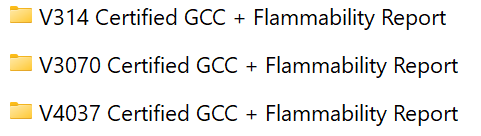 V314 Certified GCC + Flammability Report
V3070 Certified GCC + Flammability Report
V4037 Certified GCC + Flammability Report